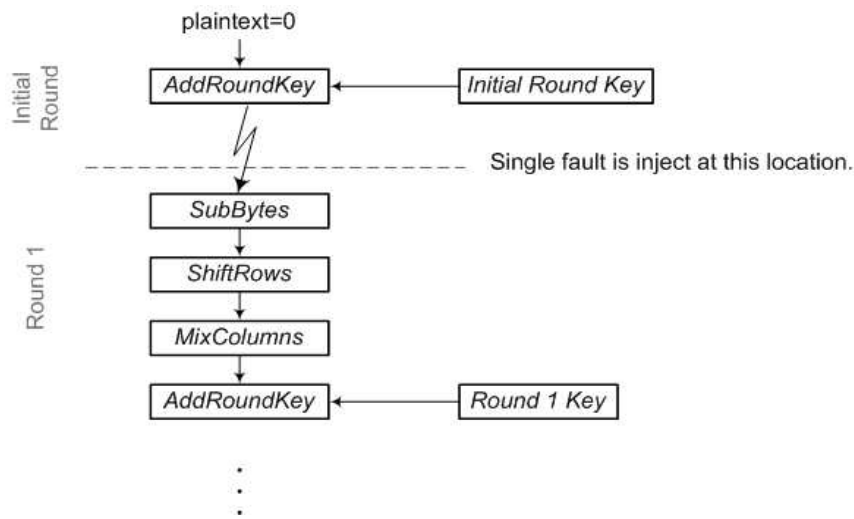 plaintext=0
Initial
Round
AddRoundKey
Initial Round Key
Single fault is inject at this location.
Round 1
SubBytes
ShiftRows
MixColumns
AddRoundKey
Round 1 Key